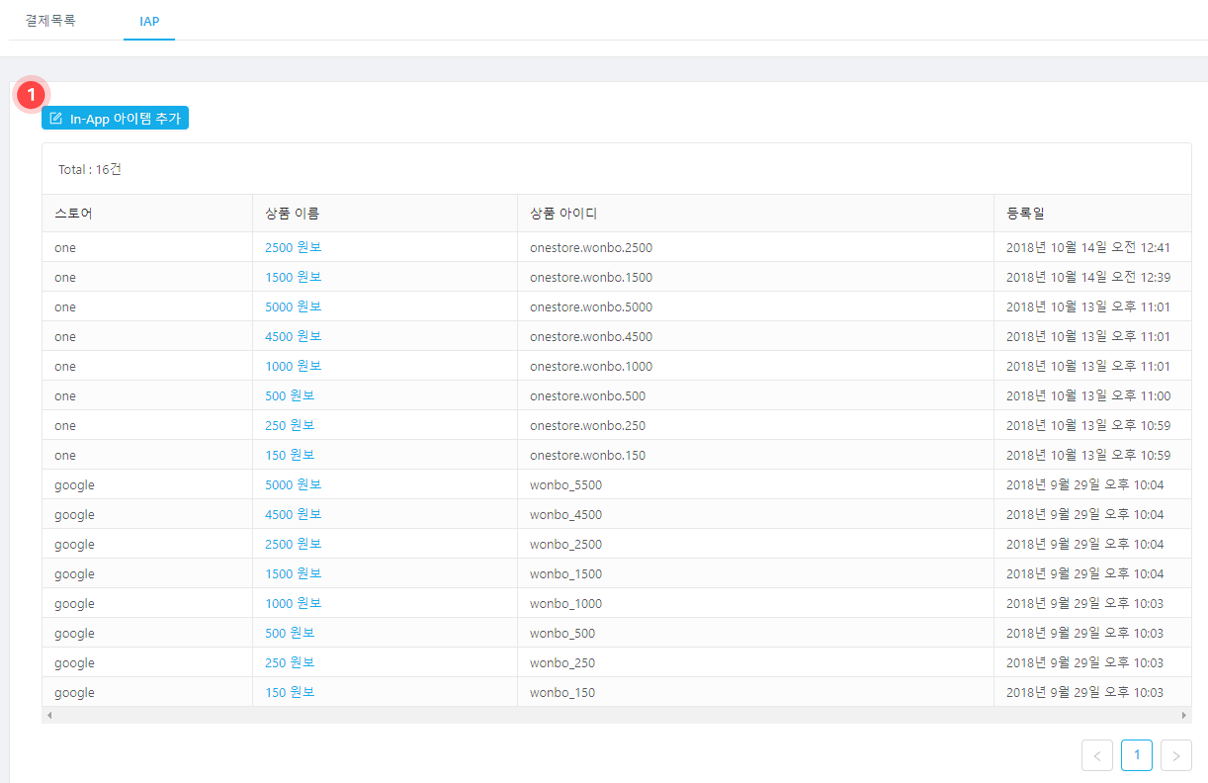 결제목록 IAP
1
In-App 아이템 추가
Total : 16건
스토어 상품 이름 상품 아이디 등록일
one 2500 원보 onestore.wonbo.2500 2018년 10월 14일 오전 12:41
one 1500 원보 onestore.wonbo.1500 2018년 10월 14일 오전 12:39
one 5000 원보 onestore.wonbo.5000 2018년 10월 13일 오후 11:01
one 4500 원보 onestore.wonbo.4500 2018년 10월 13일 오후 11:01
one 1000 원보 onestore.wonbo.1000 2018년 10월 13일 오후 11:01
one 500 원보 onestore.wonbo.500 2018년 10월 13일 오후 11:00
one 250 원보 onestore.wonbo.250 2018년 10월 13일 오후 10:59
one 150 원보 onestore.wonbo.150 2018년 10월 13일 오후 10:59
google 5000 원보 wonbo_5500 2018년 9월 29일 오후 10:04
google 4500 원보 wonbo_4500 2018년 9월 29일 오후 10:04
google 2500 원보 wonbo_2500 2018년 9월 29일 오후 10:04
google 1500 원보 wonbo_1500 2018년 9월 29일 오후 10:04
google 1000 원보 wonbo_1000 2018년 9월 29일 오후 10:03
google 500 원보 wonbo_500 2018년 9월 29일 오후 10:03
google 250 원보 wonbo_250 2018년 9월 29일 오후 10:03
google 150 원보 wonbo_150 2018년 9월 29일 오후 10:03
< 1 >